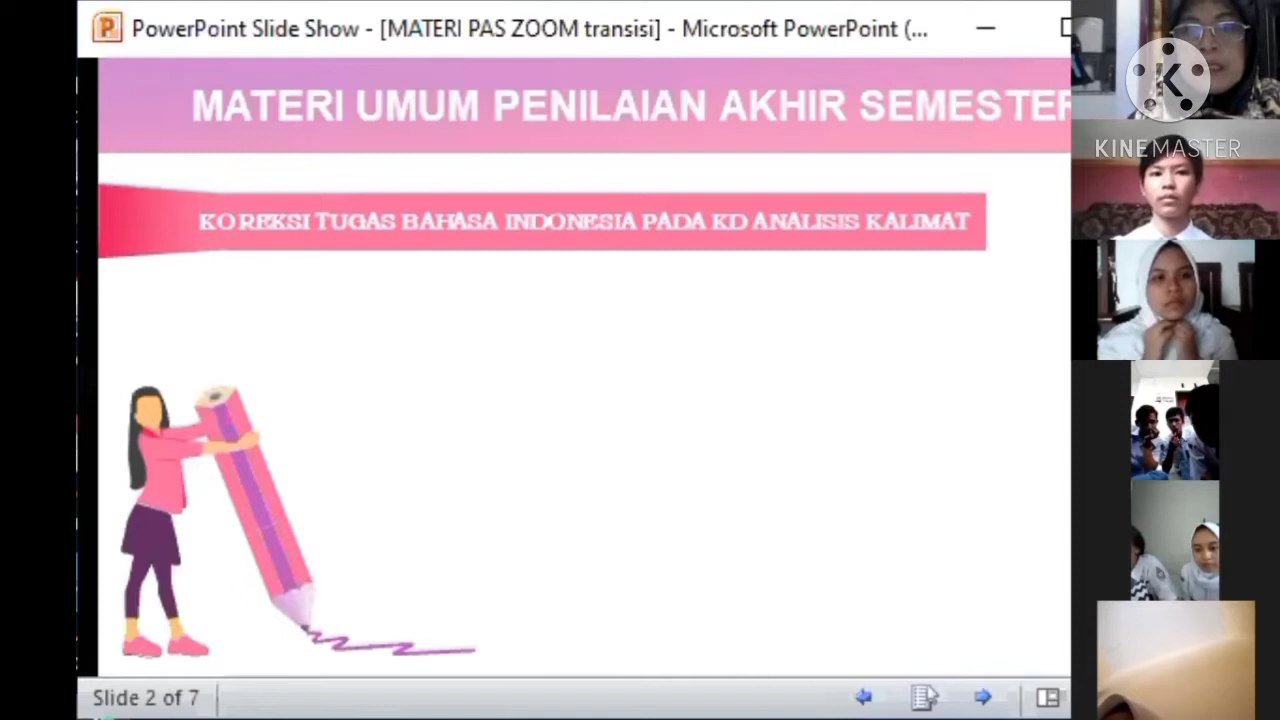 PowerPoint Slide Show - [MATERI PAS ZOOM transisi] - Microsoft PowerPoint (...
MATERI UMUM PENILAIAN AKHIR SEMESTER
KOREKSI TUGAS BAHASA INDONESIA PADA KD ANALISIS KALIMAT
Slide 2 of 7
K
KINEMASTER